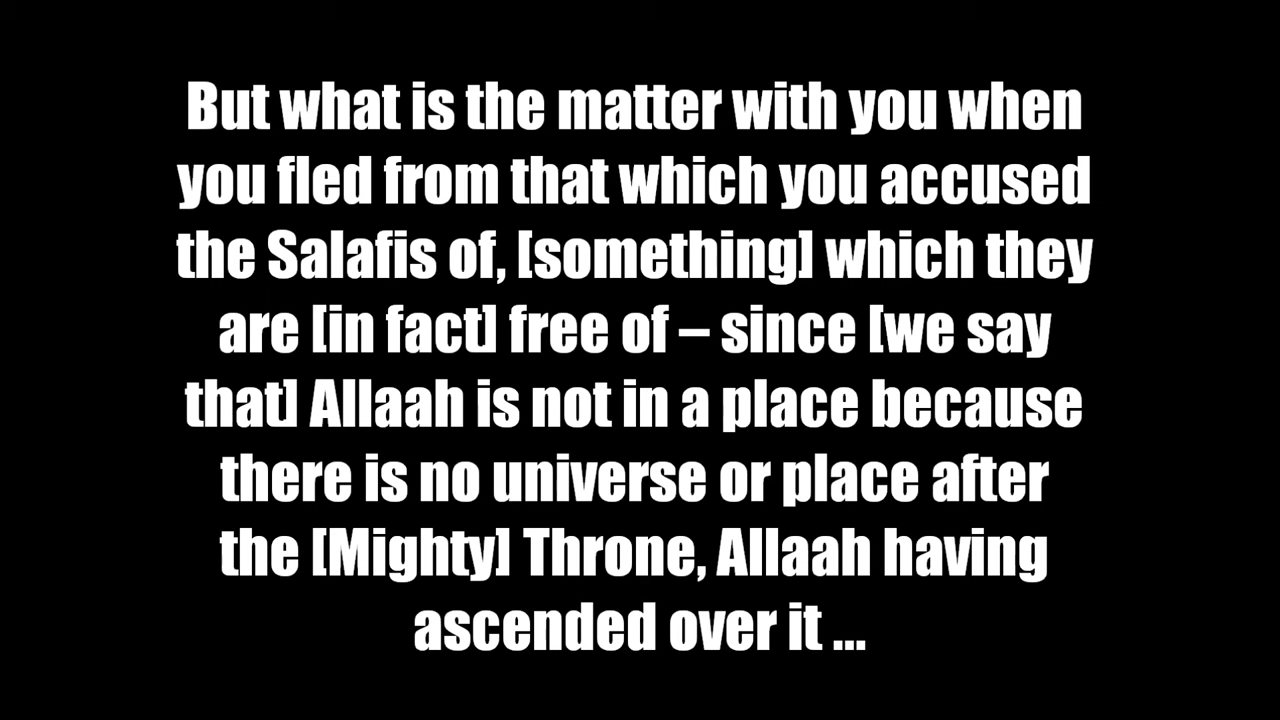 But what is the matter with you when
you fled from that which you accused
the Salafis of, [something] which they
are [in fact] free of – since [we say
that] Allaah is not in a place because
there is no universe or place after
the [Mighty] Throne, Allaah having
ascended over it ...